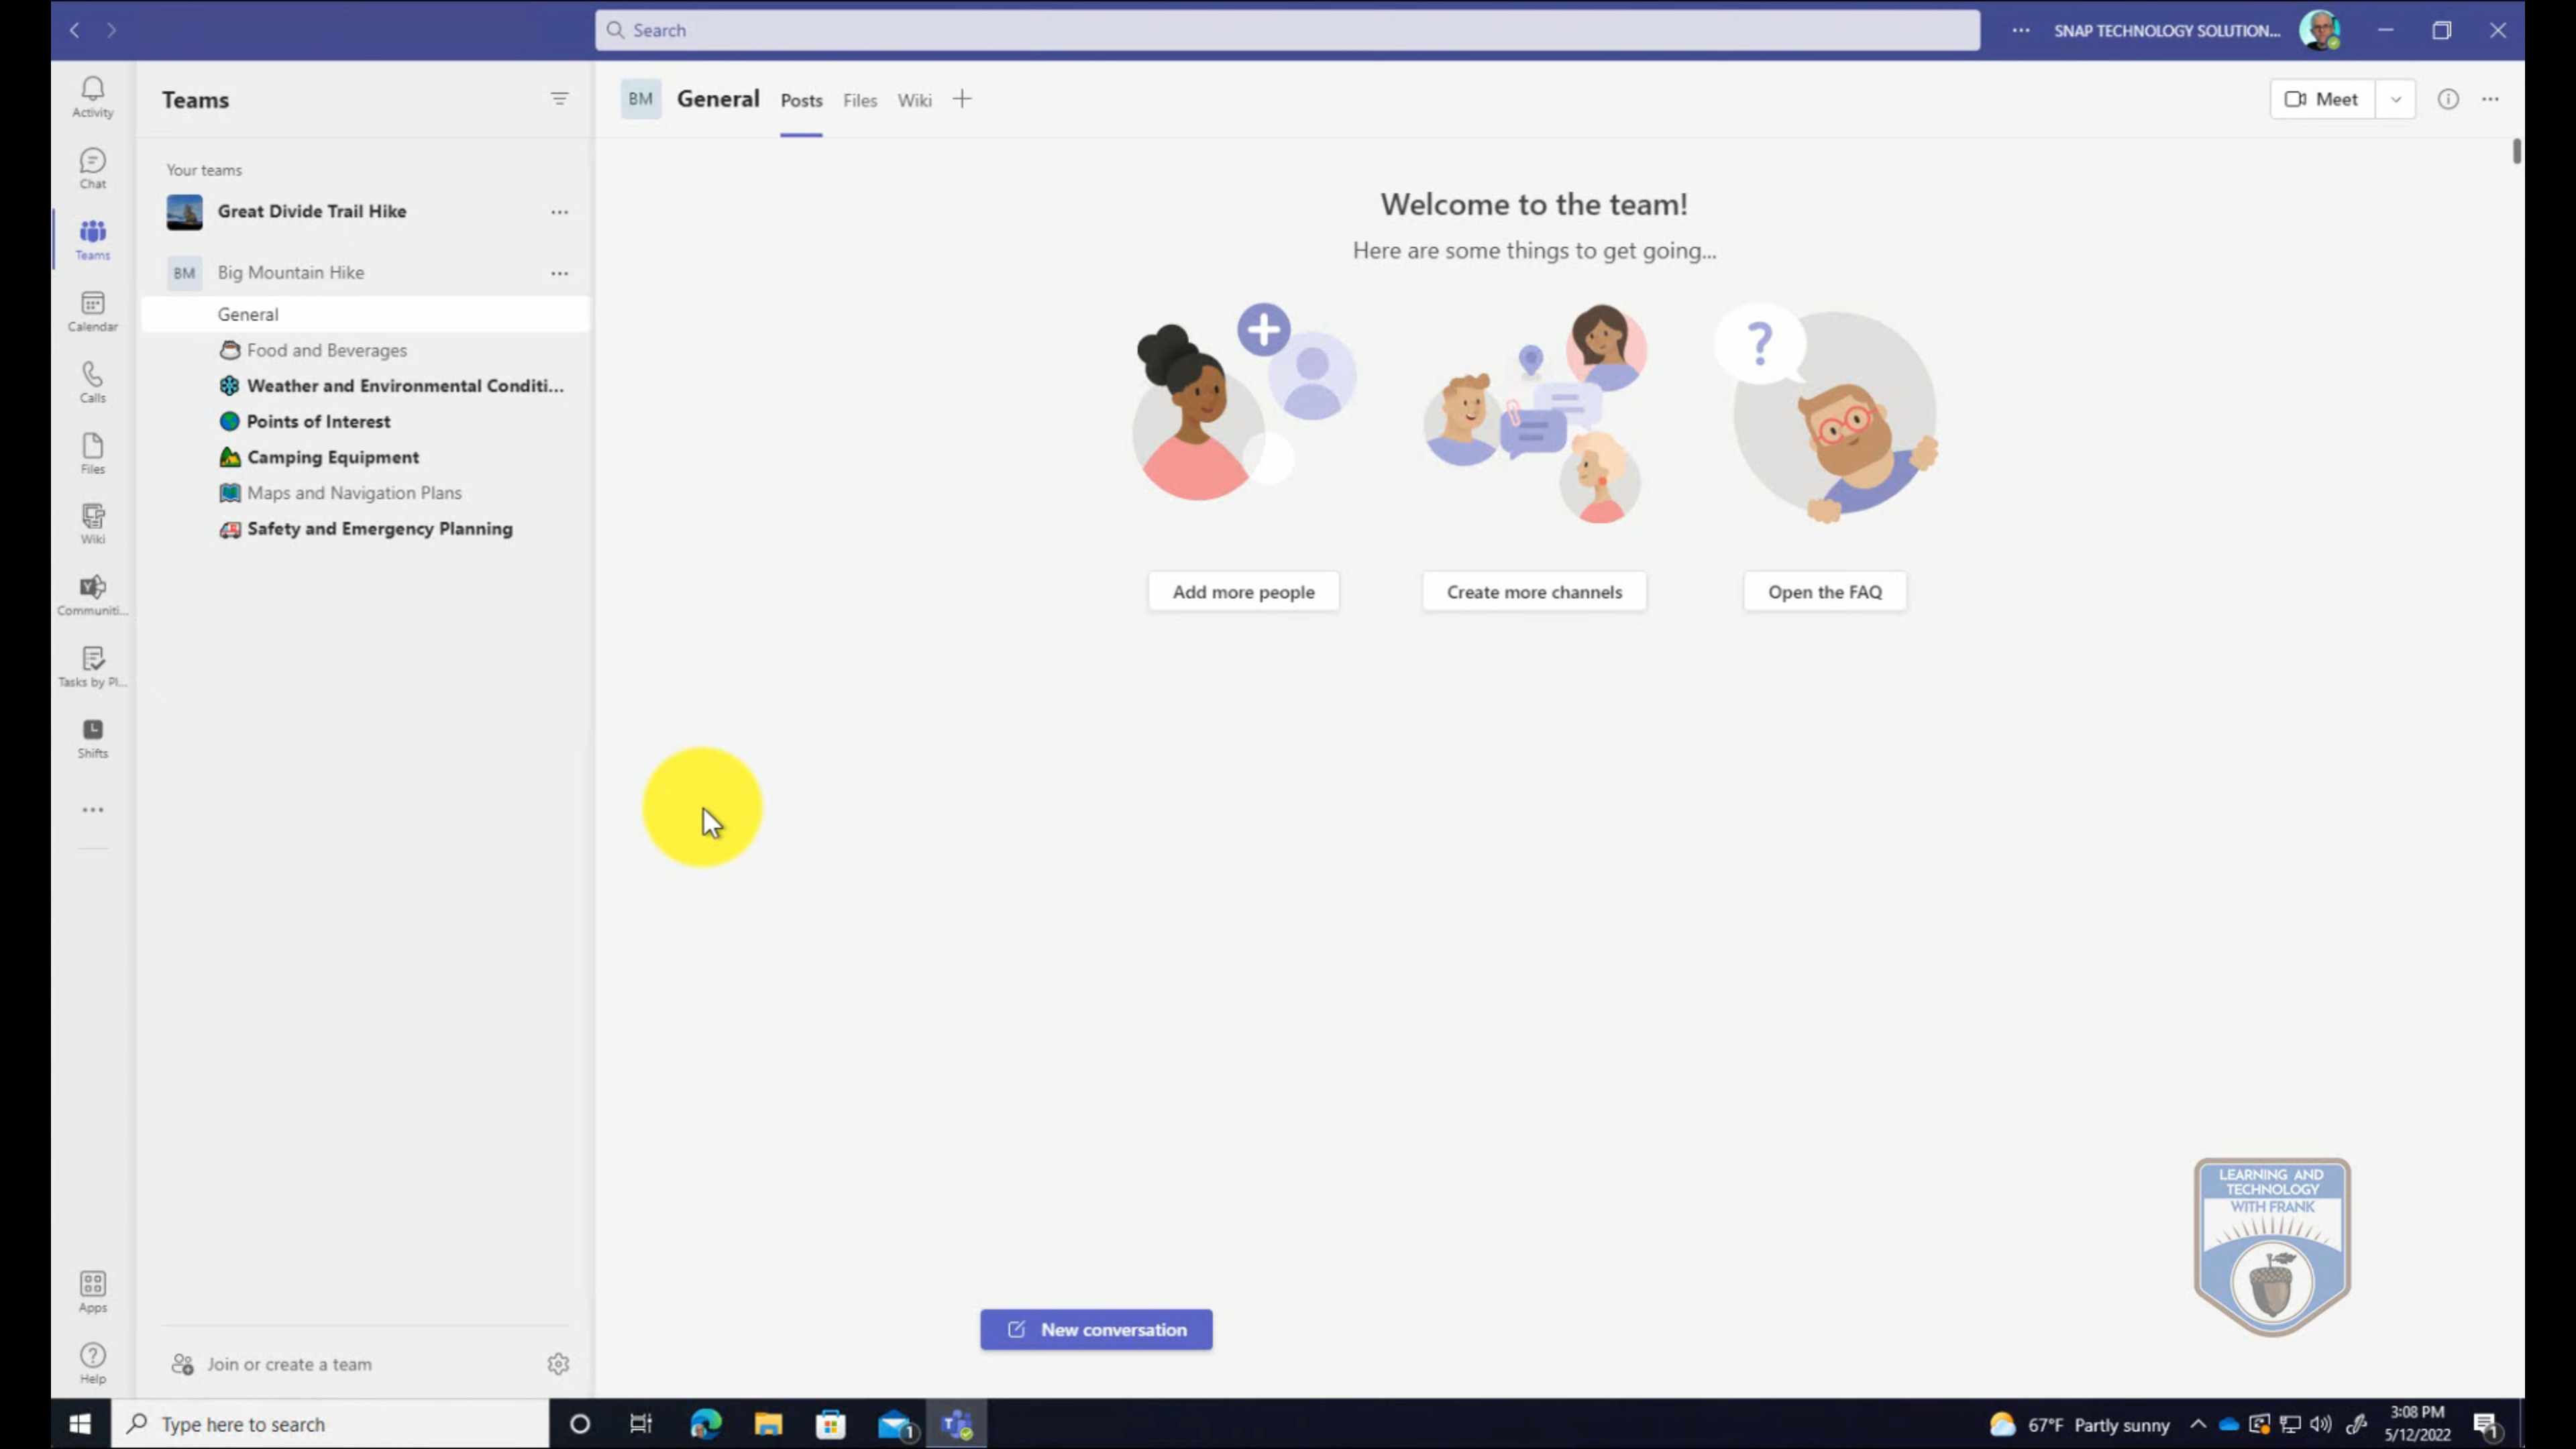 Search
SNAP TECHNOLOGY SOLUTION...
Activity
Chat
Teams
Calendar
Calls
Files
Wiki
Communiti...
Tasks by Pl...
Shifts
Apps
Help
Teams
Your teams
Great Divide Trail Hike
BM Big Mountain Hike
General
Food and Beverages
Weather and Environmental Conditi...
Points of Interest
Camping Equipment
Maps and Navigation Plans
Safety and Emergency Planning
Join or create a team
BM General Posts Files Wiki
Meet
Welcome to the team!
Here are some things to get going...
?
Add more people
Create more channels
Open the FAQ
New conversation
LEARNING AND
TECHNOLOGY
WITH FRANK
Type here to search
1
67°F Partly sunny
3:08 PM
5/12/2022
1